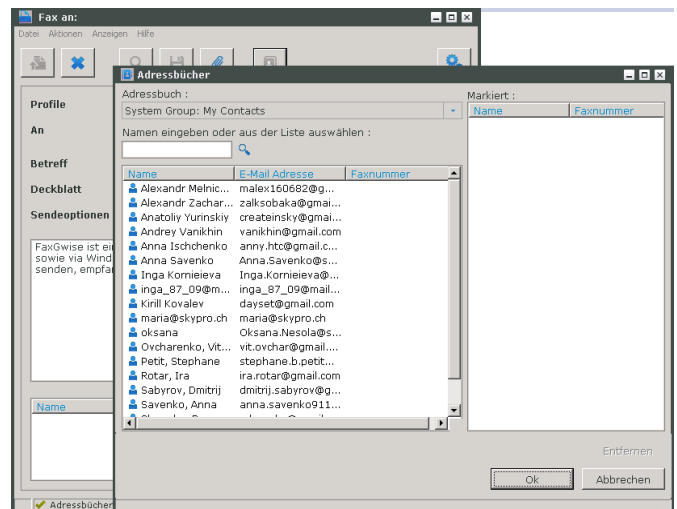 Fax an:
Datei Aktionen Anzeigen Hilfe
Profile
An
Betreff
Deckblatt
Sendeoptionen
FaxGwise ist
sowie via Wind
senden,
Name
Adressbücher
Adressbücher
Adressbuch :
System Group: My Contacts
Namen eingeben oder aus der Liste auswählen :
Name E-Mail Adresse Faxnummer
Alexandr Melnic... malex160682@g...
Alexandr Zachar... zalksobaka@gmai...
Anatoliy Yurinskiy createinsky@gmai...
Andrey Vanikhin vanikhin@gmail.com
Anna Ischchenko anny.htc@gmail.c...
Anna Savenko Anna.Savenko@s...
Inga Kornieieva Inga.Kornieieva@...
inga_87_09@m... inga_87_09@mail...
Kirill Kovalev dayset@gmail.com
maria@skypro.ch maria@skypro.ch
oksana Oksana.Nesola@s...
Ovcharenko, Vit... vit.ovchar@gmail....
Petit, Stephane stephane.b.petit...
Rotar, Ira ira.rotar@gmail.com
Sabyrov, Dmitrij dmitrij.sabyrov@g...
Savenko, Anna anna.savenko911...
Markiert :
Name Faxnummer
Entfernen
Ok Abbrechen